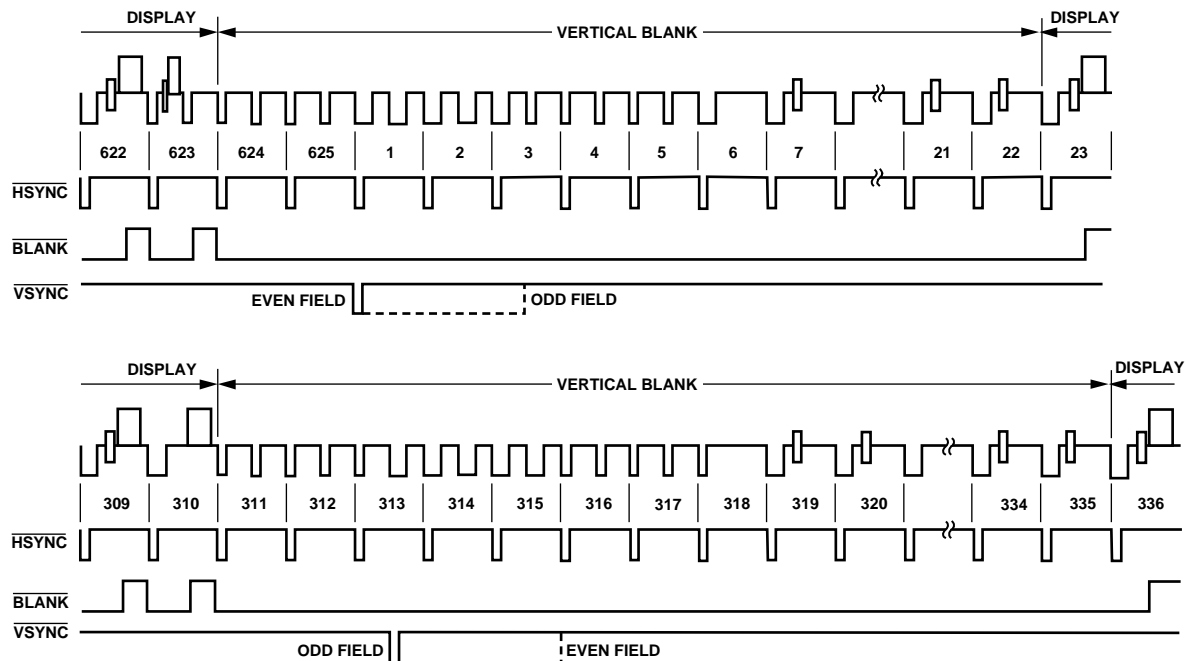 DISPLAY VERTICAL BLANK DISPLAY
622 623 624 625 1 2 3 4 5 6 7 21 22 23
HSYNC
BLANK
VSYNC EVEN FIELD ODD FIELD
DISPLAY VERTICAL BLANK DISPLAY
309 310 311 312 313 314 315 316 317 318 319 320 334 335 336
HSYNC
BLANK
VSYNC ODD FIELD EVEN FIELD